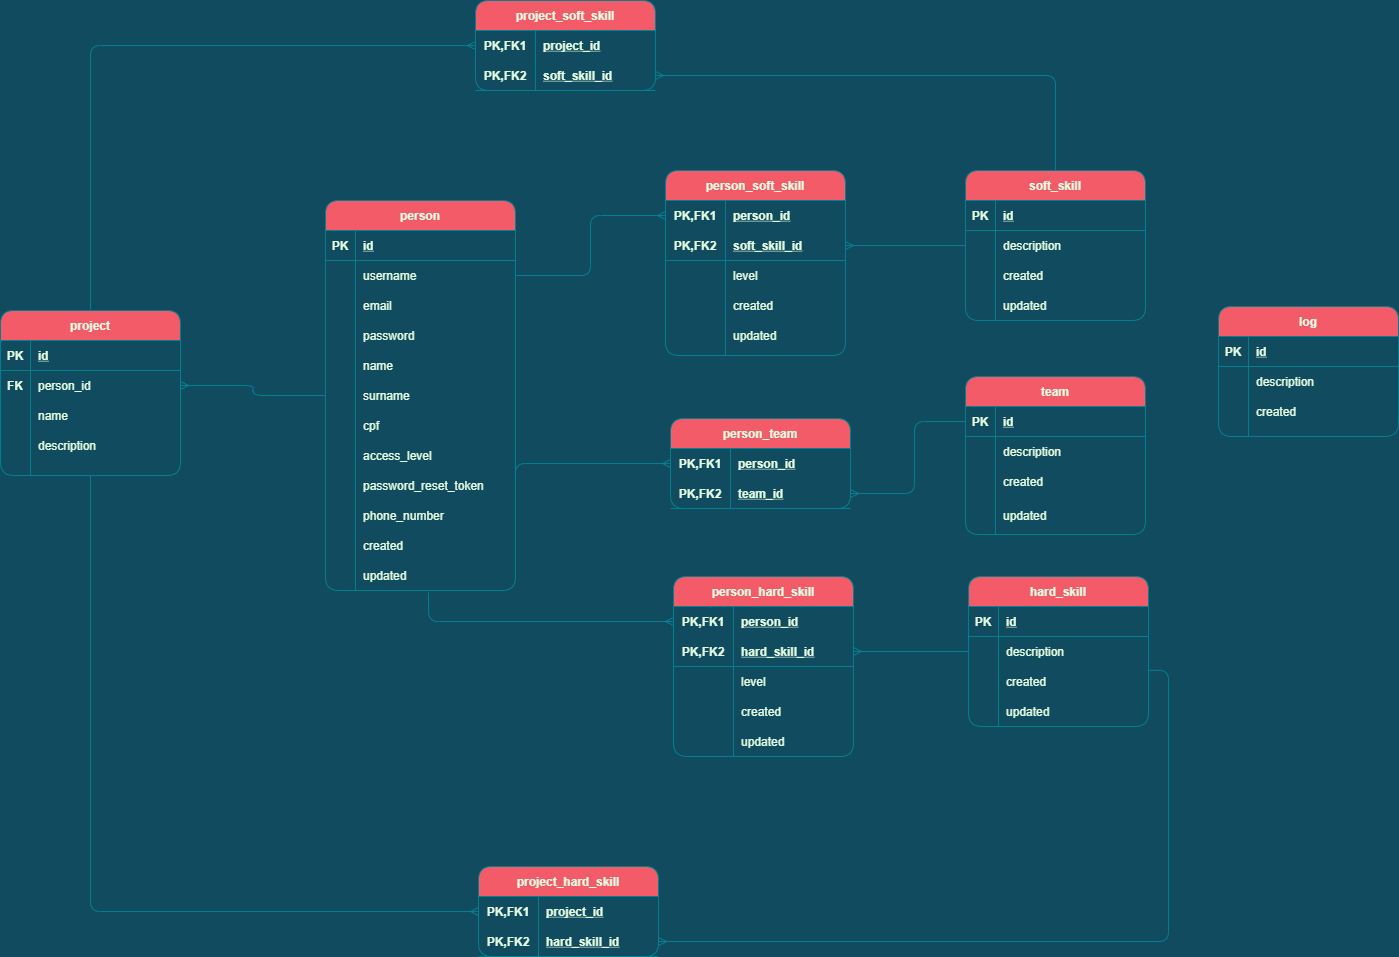 project_soft_skill
PK,FK1 project_id
PK,FK2 soft_skill_id
person_soft_skill
PK,FK1 person_id
PK,FK2 soft_skill_id
level
created
updated
soft_skill
PK id
description
created
updated
person
PK id
username
email
password
name
surname
cpf
access_level
password_reset_token
phone_number
created
updated
project
PK id
FK person_id
name
description
log
PK id
description
created
team
PK id
description
created
updated
person_team
PK,FK1 person_id
PK,FK2 team_id
person_hard_skill
PK,FK1 person_id
PK,FK2 hard_skill_id
level
created
updated
hard_skill
PK id
description
created
updated
project_hard_skill
PK,FK1 project_id
PK,FK2 hard_skill_id